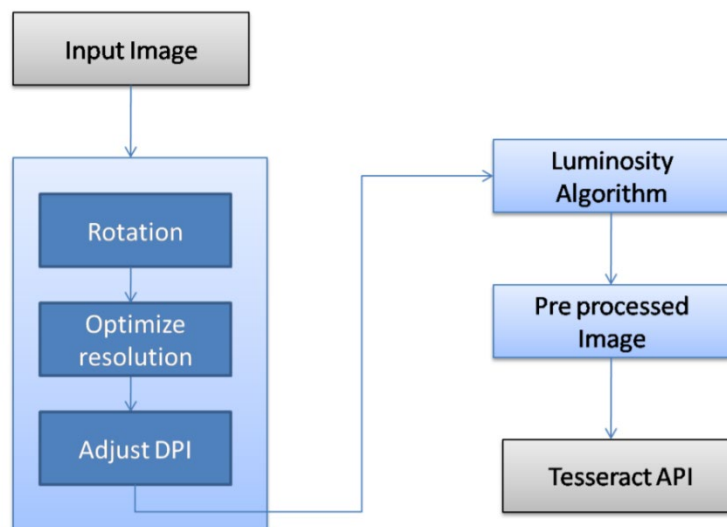 Input Image
Rotation
Optimize
resolution
Adjust DPI
Luminosity
Algorithm
Pre processed
Image
Tesseract API